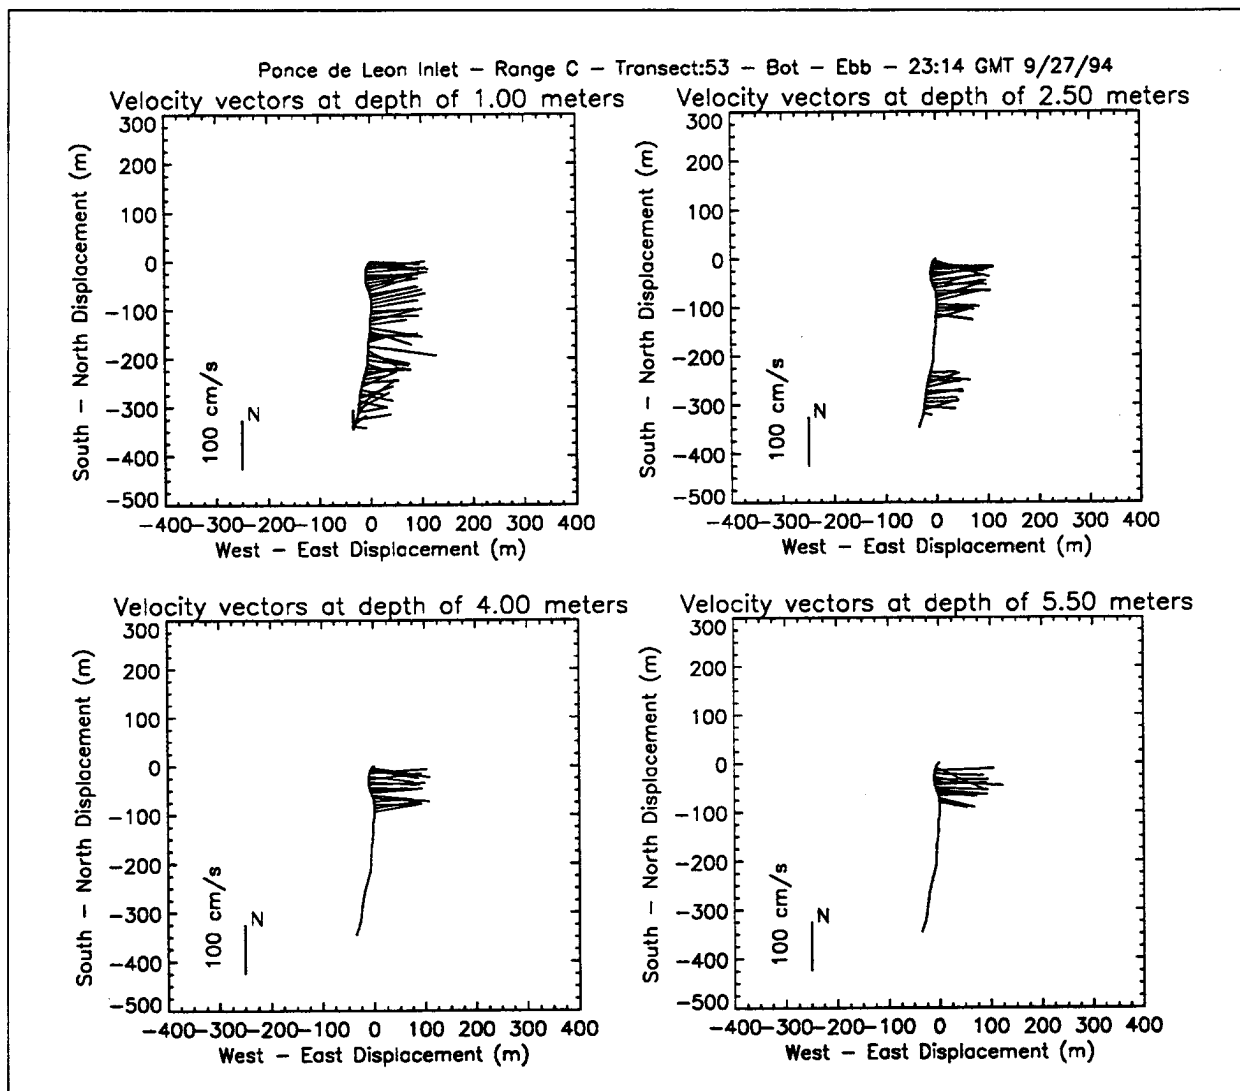 Ponce de Leon Inlet – Range C – Transect:53 – Bot – Ebb – 23:14 GMT 9/27/94
Velocity vectors at depth of 1.00 meters
300
200
100
0
−100
−200
−300
−400
−500
South – North Displacement (m)
100 cm/s
N
−400−300−200−100 0 100 200 300 400
West – East Displacement (m)
Velocity vectors at depth of 2.50 meters
300
200
100
0
−100
−200
−300
−400
−500
South – North Displacement (m)
100 cm/s
N
−400−300−200−100 0 100 200 300 400
West – East Displacement (m)
Velocity vectors at depth of 4.00 meters
300
200
100
0
−100
−200
−300
−400
−500
South – North Displacement (m)
100 cm/s
N
−400−300−200−100 0 100 200 300 400
West – East Displacement (m)
Velocity vectors at depth of 5.50 meters
300
200
100
0
−100
−200
−300
−400
−500
South – North Displacement (m)
100 cm/s
N
−400−300−200−100 0 100 200 300 400
West – East Displacement (m)